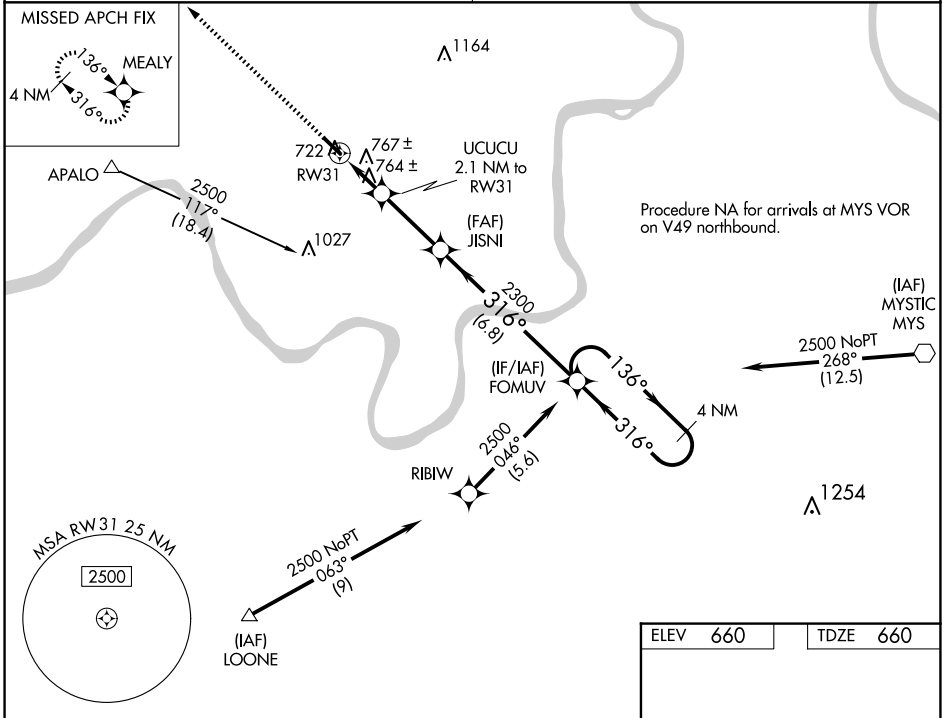 MISSED APCH FIX
136°
MEALY
4 NM
316°
1164
722
RW31
767 ±
764 ±
UCUCU
2.1 NM to
RW31
APALO
2500
117°
(18.4)
1027
(FAF)
JISNI
Procedure NA for arrivals at MYS VOR
on V49 northbound.
2300
316°
(6.8)
(IAF)
MYSTIC
MYS
2500 NoPT
268°
(12.5)
(IF/IAF)
FOMUV
136°
4 NM
316°
2500
046°
(5.6)
RIBIW
1254
MSA RW31 25 NM
2500
2500 NoPT
063°
(9)
(IAF)
LOONE
ELEV 660
TDZE 660